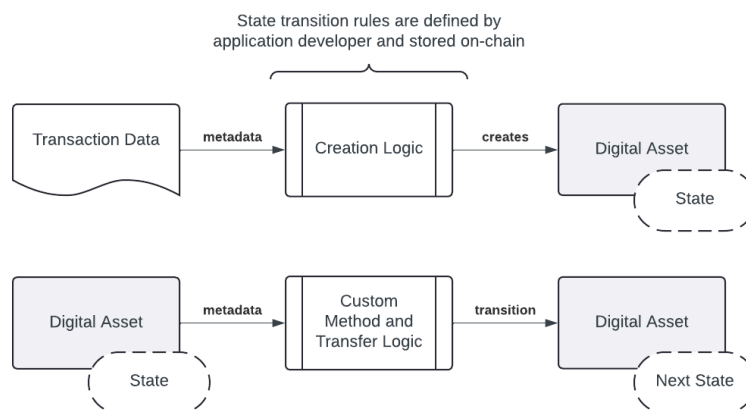 State transition rules are defined by
application developer and stored on-chain
Transaction Data
metadata
Creation Logic
creates
Digital Asset
State
Digital Asset
State
metadata
Custom
Method and
Transfer Logic
transition
Digital Asset
Next State